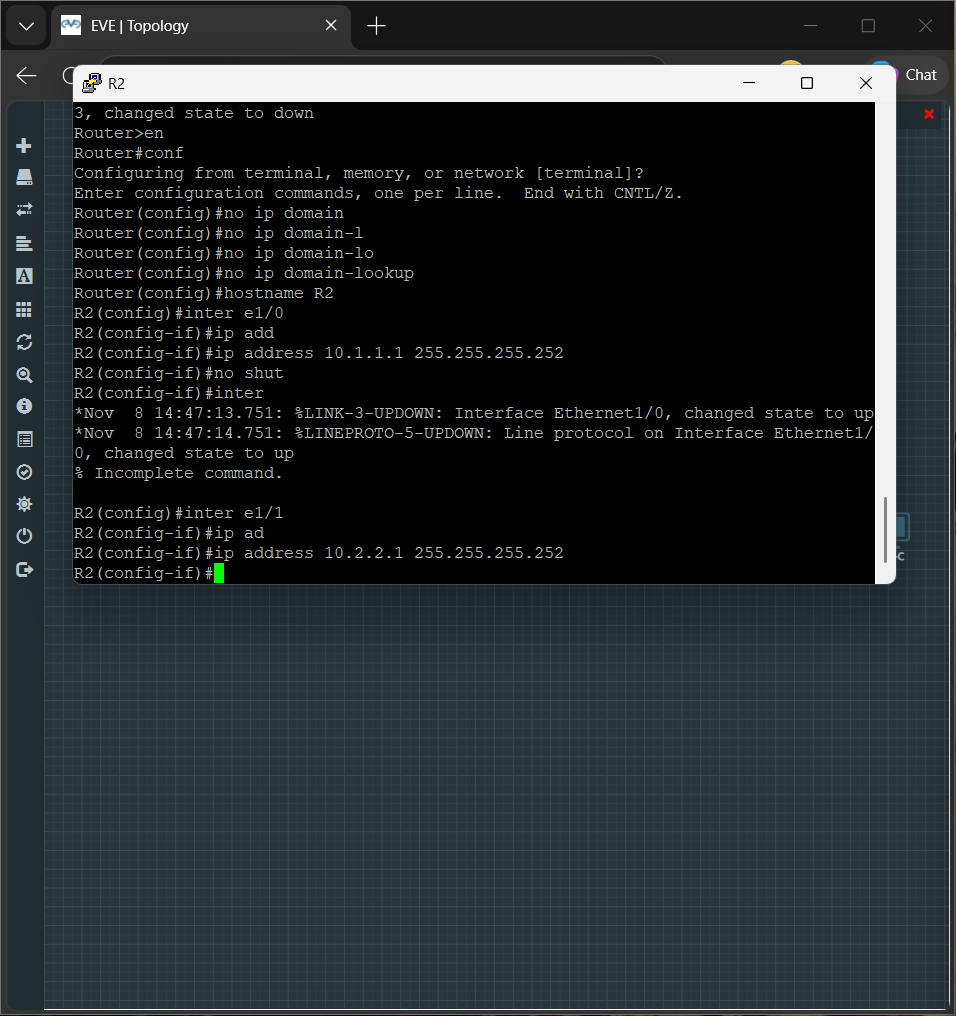 EVE | Topology
Chat
R2
3, changed state to down
Router>en
Router#conf
Configuring from terminal, memory, or network [terminal]?
Enter configuration commands, one per line.  End with CNTL/Z.
Router(config)#no ip domain
Router(config)#no ip domain-l
Router(config)#no ip domain-lo
Router(config)#no ip domain-lookup
Router(config)#hostname R2
R2(config)#inter e1/0
R2(config-if)#ip add
R2(config-if)#ip address 10.1.1.1 255.255.255.252
R2(config-if)#no shut
R2(config-if)#inter
*Nov  8 14:47:13.751: %LINK-3-UPDOWN: Interface Ethernet1/0, changed state to up
*Nov  8 14:47:14.751: %LINEPROTO-5-UPDOWN: Line protocol on Interface Ethernet1/
0, changed state to up
% Incomplete command.
R2(config)#inter e1/1
R2(config-if)#ip ad
R2(config-if)#ip address 10.2.2.1 255.255.255.252
R2(config-if)#